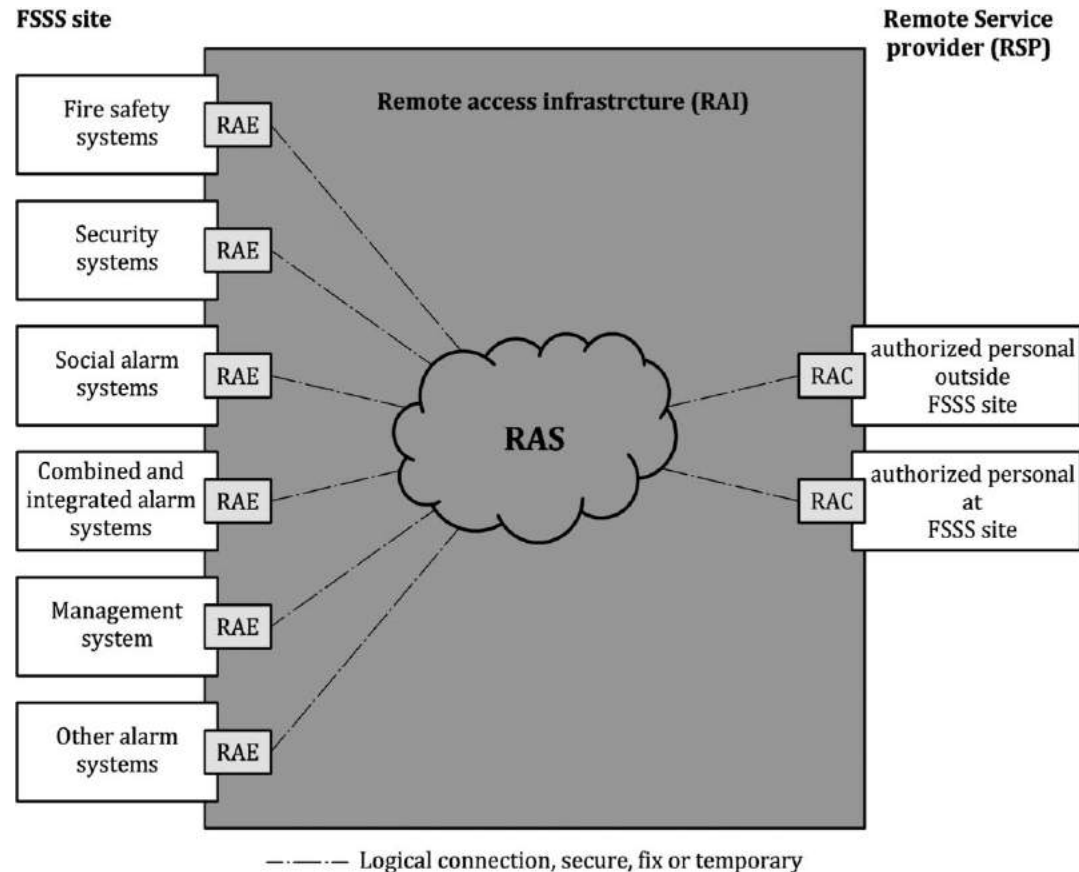 FSSS site
Remote Service
provider (RSP)
Remote access infrastrcture (RAI)
Fire safety
systems
RAE
Security
systems
RAE
Social alarm
systems
RAE
Combined and
integrated alarm
systems
RAE
Management
system
RAE
Other alarm
systems
RAE
RAS
RAC
authorized personal
outside
FSSS site
RAC
authorized personal
at
FSSS site
Logical connection, secure, fix or temporary